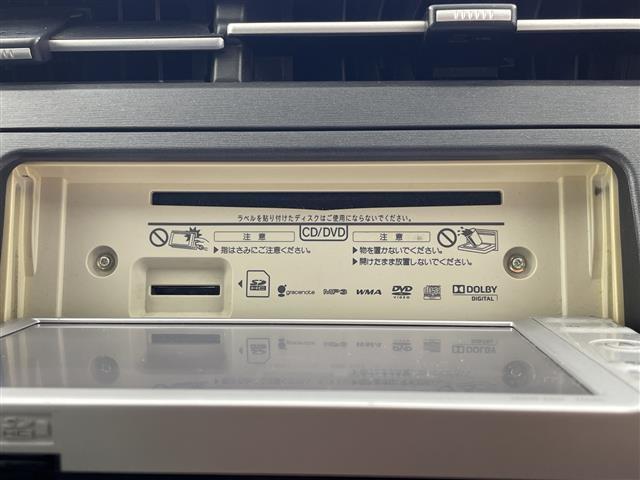 ラベルを貼り付けたディスクはご使用にならないでください。
注意 CD/DVD 注意
▶指はさみにご注意ください。
▶物を置かないでください。
▶開けたまま放置しないでください。
SD HC gracenote MP3 WMA DVD VIDEO DOLBY DIGITAL